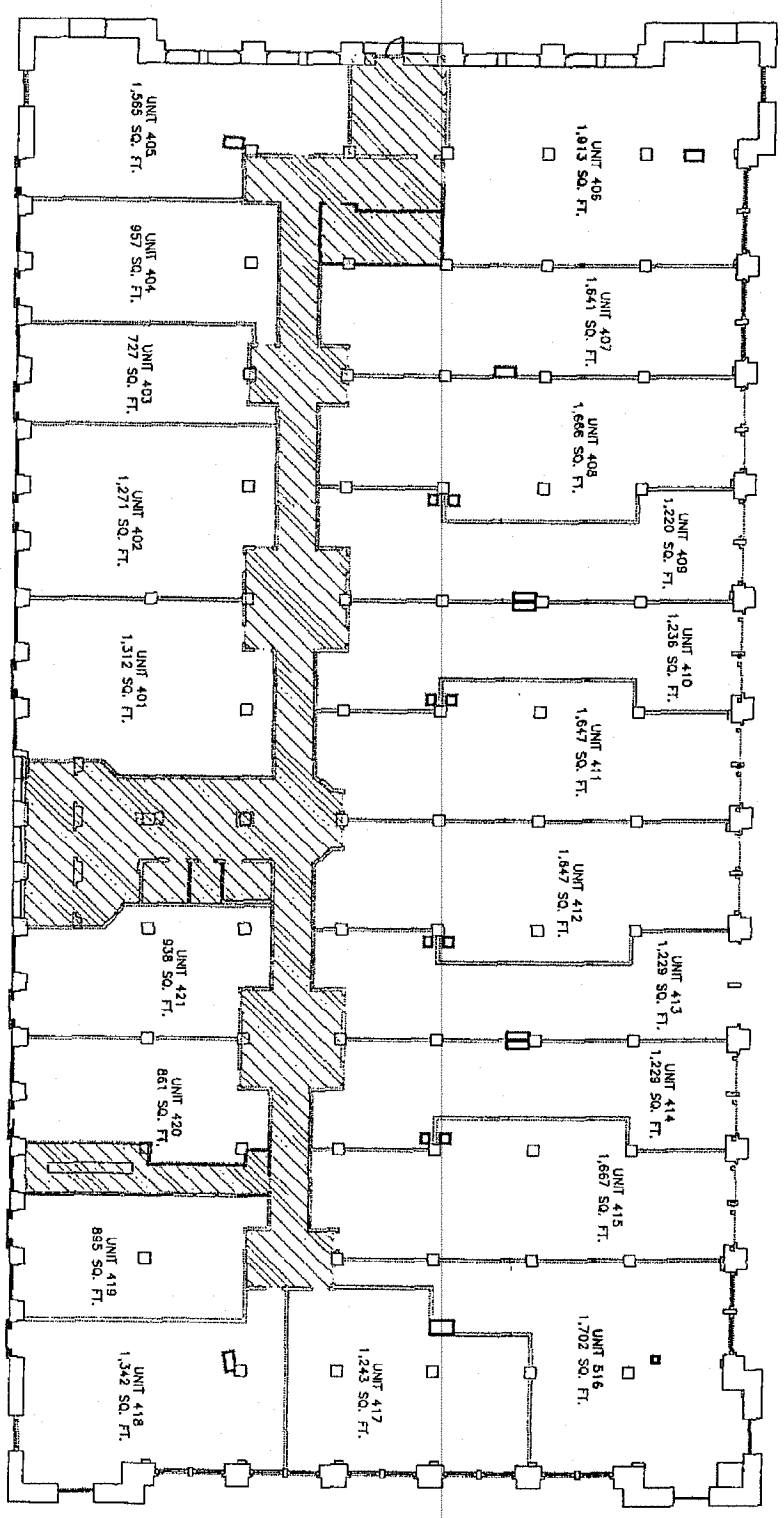 UNIT 405
1,565 SQ. FT.
UNIT 404
957 SQ. FT.
UNIT 403
727 SQ. FT.
UNIT 402
1,271 SQ. FT.
UNIT 401
1,312 SQ. FT.
UNIT 421
938 SQ. FT.
UNIT 420
861 SQ. FT.
UNIT 419
895 SQ. FT.
UNIT 418
1,342 SQ. FT.
UNIT 406
1,913 SQ. FT.
UNIT 407
1,641 SQ. FT.
UNIT 408
1,666 SQ. FT.
UNIT 409
1,220 SQ. FT.
UNIT 410
1,236 SQ. FT.
UNIT 411
1,647 SQ. FT.
UNIT 412
1,647 SQ. FT.
UNIT 413
1,229 SQ. FT.
UNIT 414
1,229 SQ. FT.
UNIT 415
1,667 SQ. FT.
UNIT 516
1,702 SQ. FT.
UNIT 417
1,243 SQ. FT.